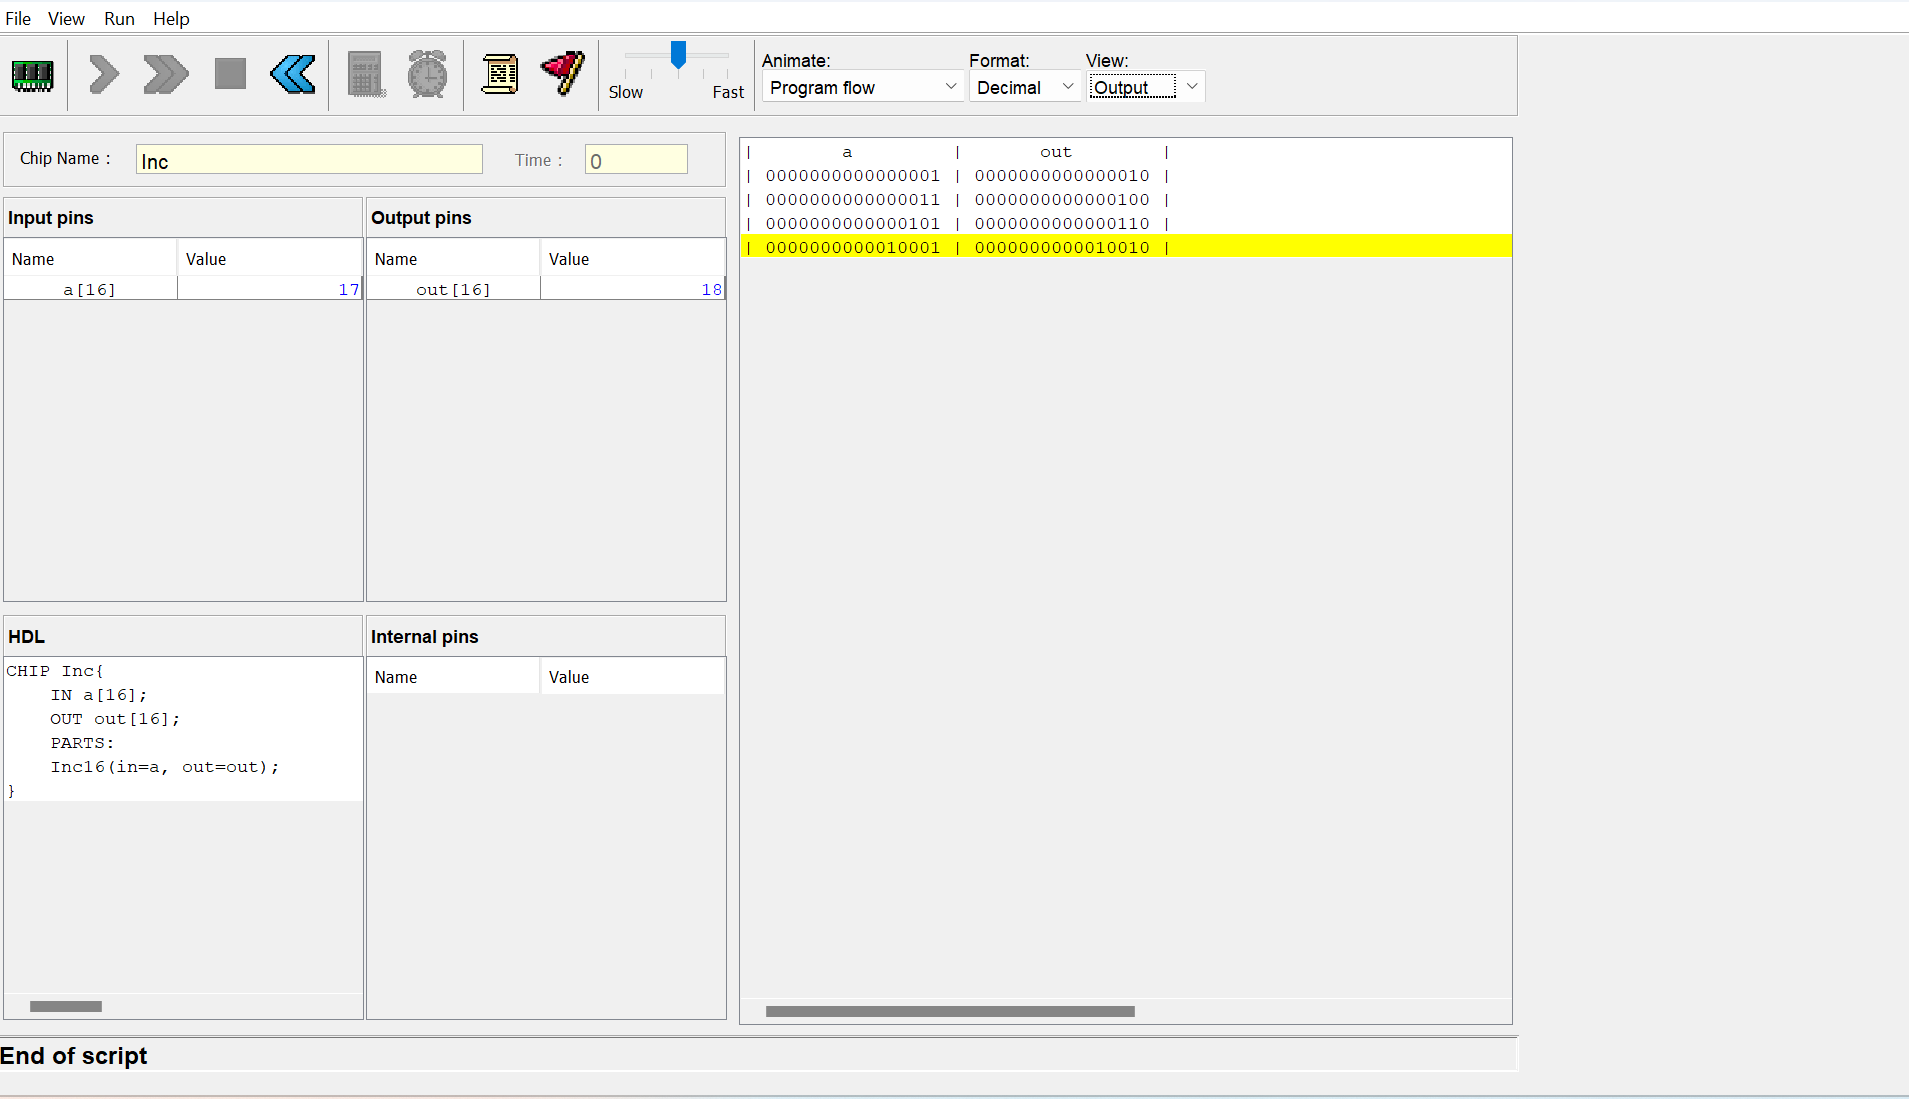 File View Run Help
Animate: Format: View:
Slow Fast Program flow Decimal Output
Chip Name : Inc Time : 0
Input pins
Name Value
a[16] 17
Output pins
Name Value
out[16] 18
HDL
CHIP Inc{
IN a[16];
OUT out[16];
PARTS:
Inc16(in=a, out=out);
}
Internal pins
Name Value
| a | out |
| 0000000000000001 | 0000000000000010 |
| 0000000000000011 | 0000000000000100 |
| 0000000000000101 | 0000000000000110 |
| 0000000000010001 | 0000000000010010 |
End of script